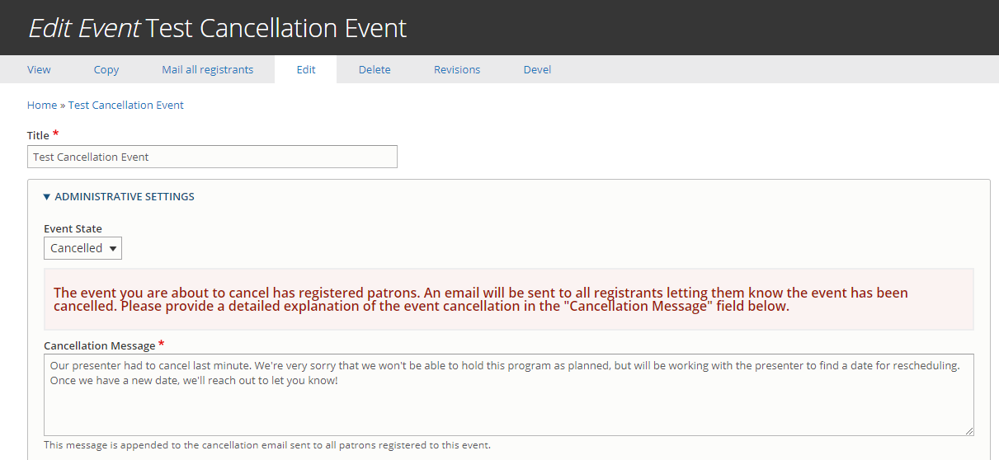 Edit Event Test Cancellation Event
View Copy Mail all registrants Edit Delete Revisions Devel
Home » Test Cancellation Event
Title *
Test Cancellation Event
▼ ADMINISTRATIVE SETTINGS
Event State
Cancelled ▼
The event you are about to cancel has registered patrons. An email will be sent to all registrants letting them know the event has been
cancelled. Please provide a detailed explanation of the event cancellation in the "Cancellation Message" field below.
Cancellation Message *
Our presenter had to cancel last minute. We're very sorry that we won't be able to hold this program as planned, but will be working with the presenter to find a date for rescheduling.
Once we have a new date, we'll reach out to let you know!
This message is appended to the cancellation email sent to all patrons registered to this event.